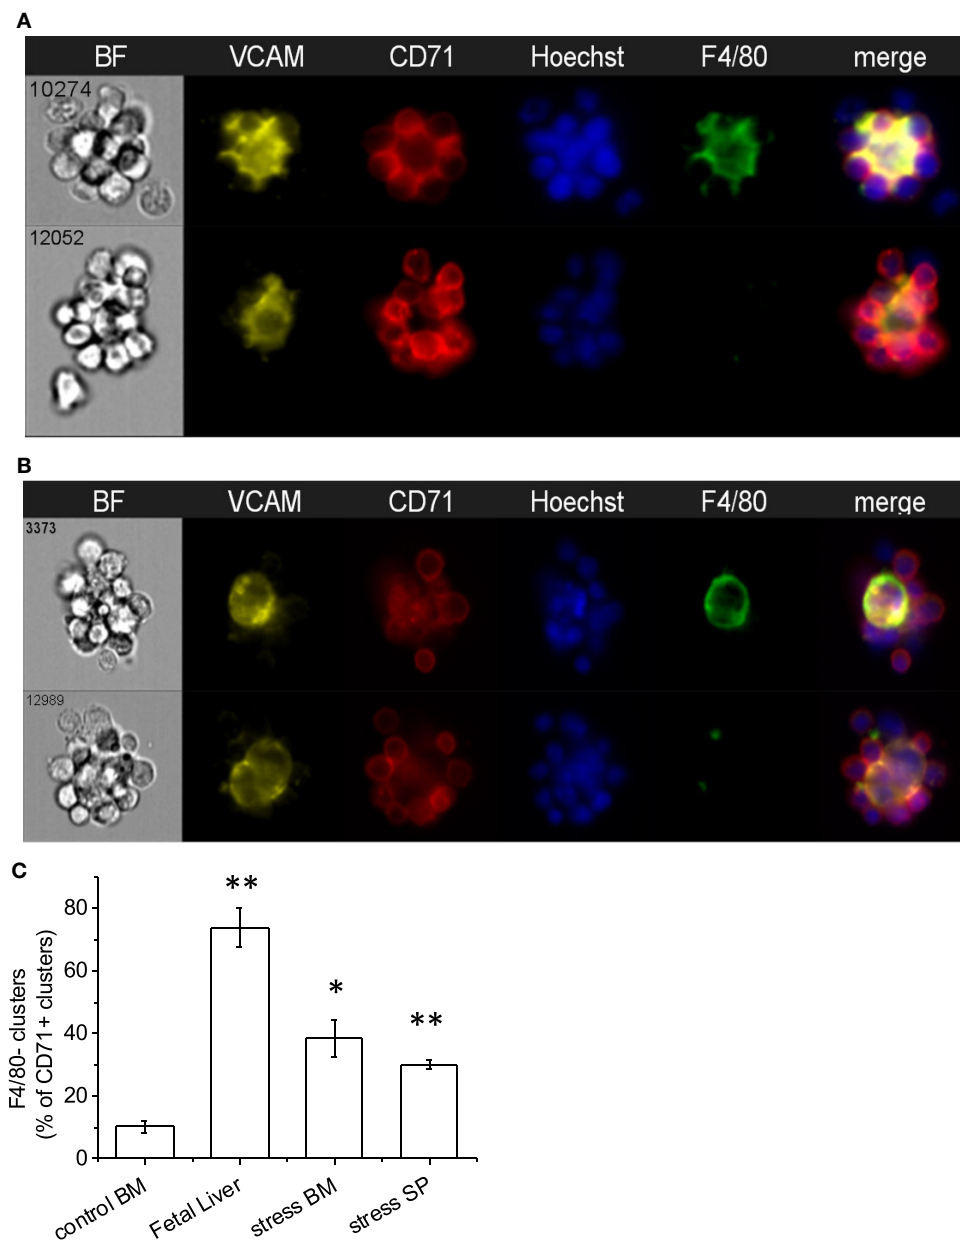 A
BF VCAM CD71 Hoechst F4/80 merge
10274
12052
B
BF VCAM CD71 Hoechst F4/80 merge
3373
12989
C
F4/80- clusters
(% of CD71+ clusters)
80
60
40
20
0
**
*
**
control BM
Fetal Liver
stress BM
stress SP